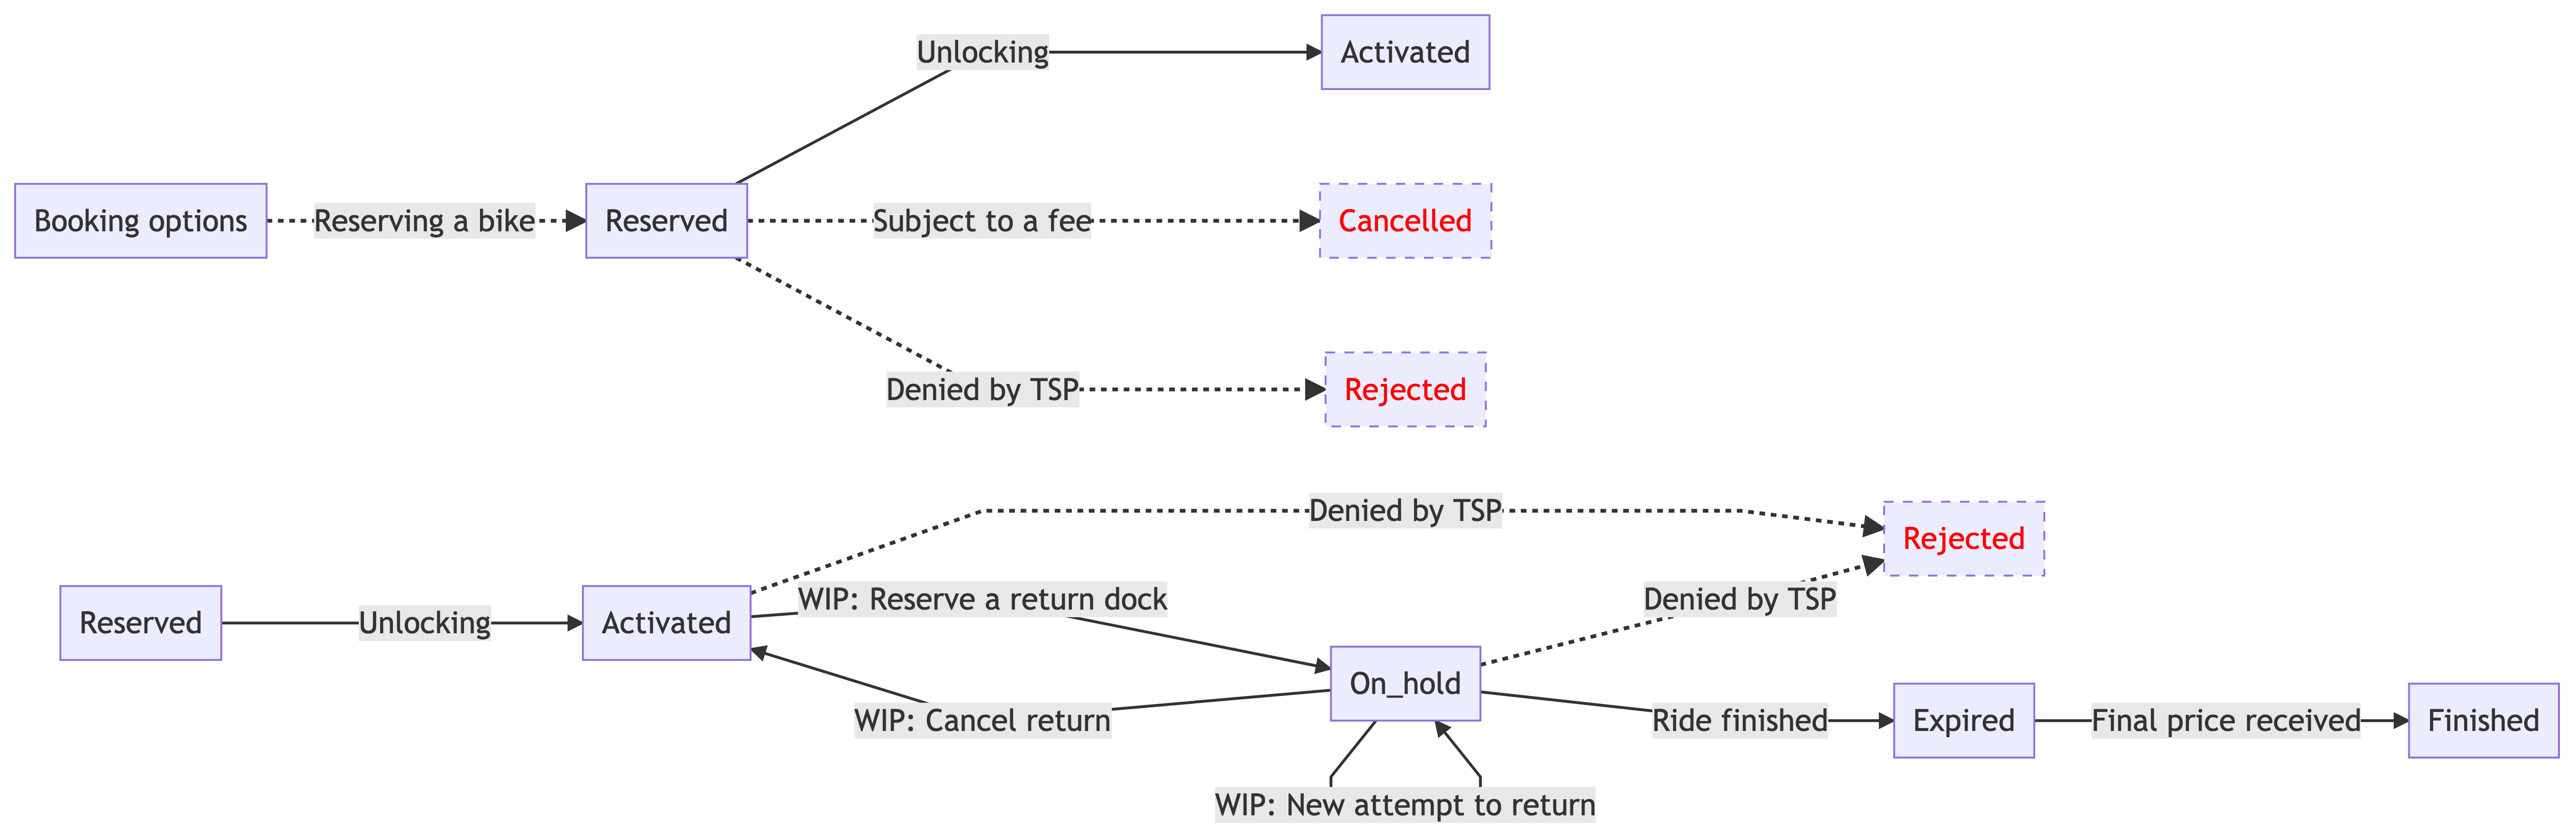 Unlocking
Activated
Booking options
Reserving a bike
Reserved
Subject to a fee
Cancelled
Denied by TSP
Rejected
Denied by TSP
Rejected
Reserved
Unlocking
Activated
WIP: Reserve a return dock
Denied by TSP
On_hold
WIP: Cancel return
Ride finished
Expired
Final price received
Finished
WIP: New attempt to return